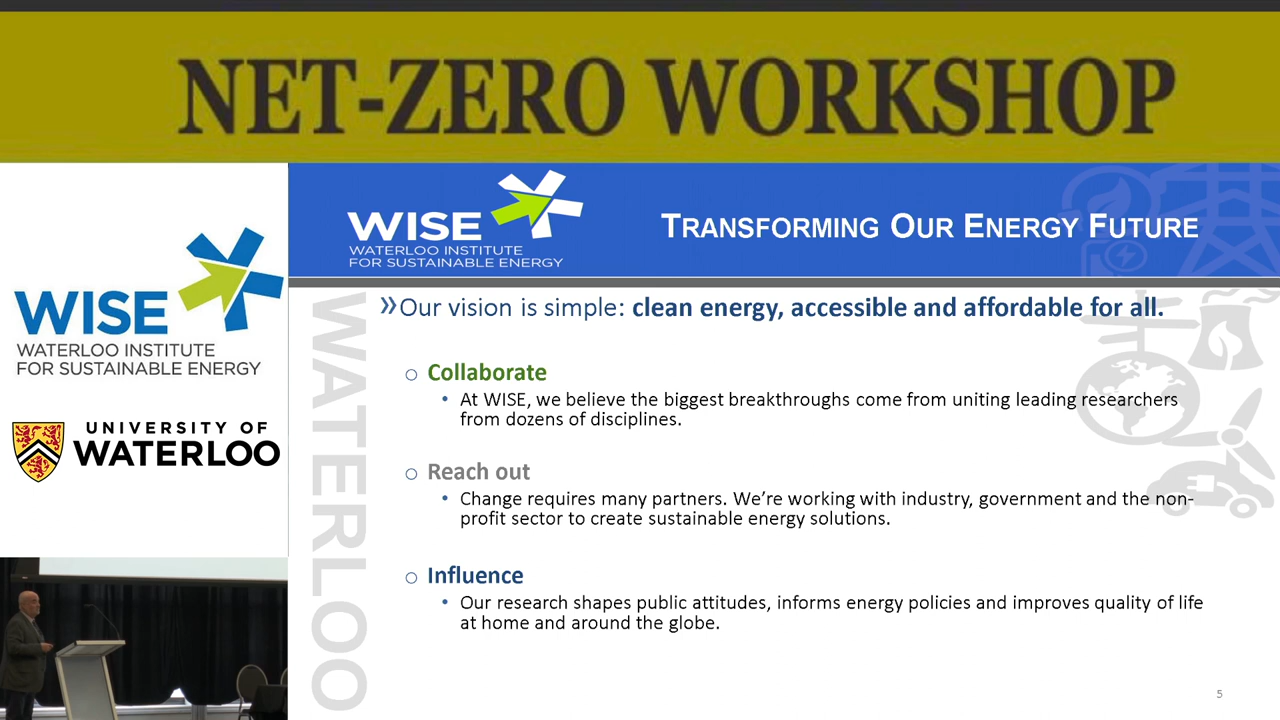 NET-ZERO WORKSHOP
WISE
WATERLOO INSTITUTE
FOR SUSTAINABLE ENERGY
UNIVERSITY OF
WATERLOO
WISE
WATERLOO INSTITUTE
FOR SUSTAINABLE ENERGY
TRANSFORMING OUR ENERGY FUTURE
WATERLOO
»Our vision is simple: clean energy, accessible and affordable for all.
o Collaborate
• At WISE, we believe the biggest breakthroughs come from uniting leading researchers
from dozens of disciplines.
o Reach out
• Change requires many partners. We’re working with industry, government and the non-
profit sector to create sustainable energy solutions.
o Influence
• Our research shapes public attitudes, informs energy policies and improves quality of life
at home and around the globe.
5